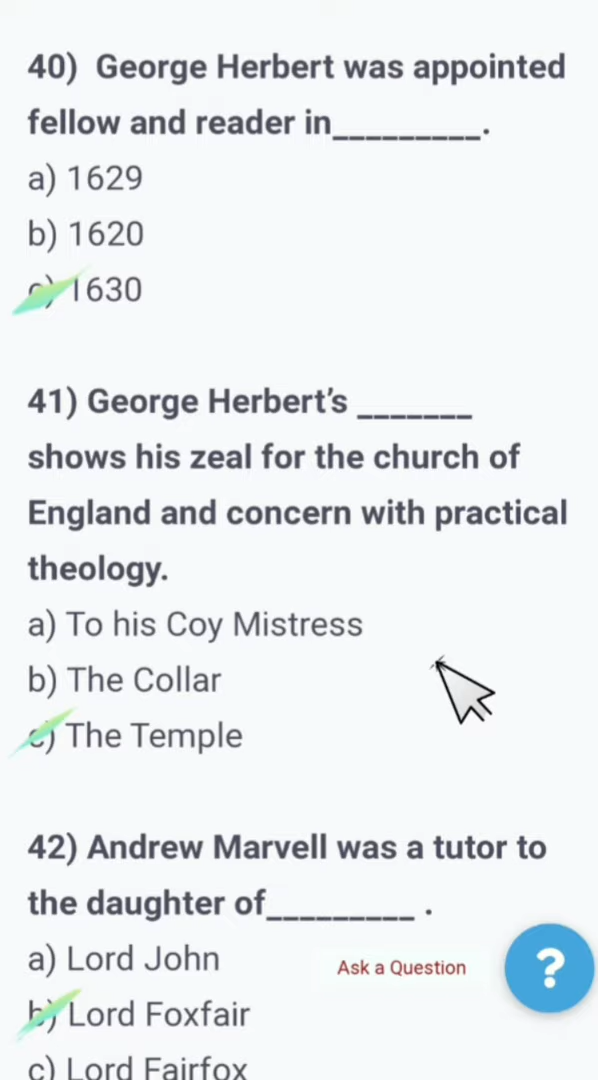 40) George Herbert was appointed
fellow and reader in_________.
a) 1629
b) 1620
c) 1630
41) George Herbert's _______
shows his zeal for the church of
England and concern with practical
theology.
a) To his Coy Mistress
b) The Collar
c) The Temple
42) Andrew Marvell was a tutor to
the daughter of_________ .
a) Lord John
Ask a Question
?
b) Lord Foxfair
c) Lord Fairfox